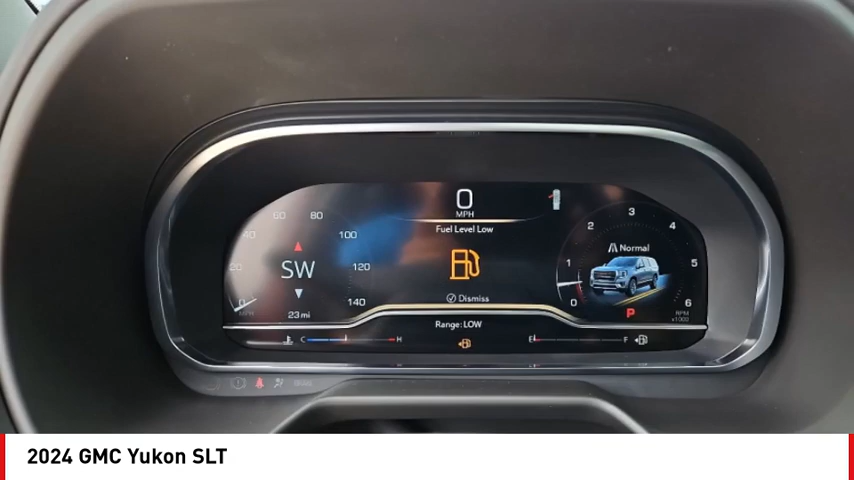 0
MPH
Fuel Level Low
Dismiss
Range: LOW
0
20
40
60
80
100
120
140
MPH
SW
23 mi
C
H
E
F
Normal
0
1
2
3
4
5
6
P
RPM
x1000
2024 GMC Yukon SLT